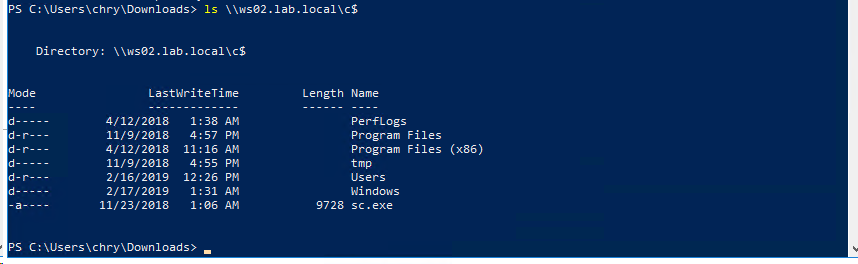 PS C:\Users\chry\Downloads> ls \\ws02.lab.local\c$
Directory: \\ws02.lab.local\c$
Mode LastWriteTime Length Name
---- ------------- ------ ----
d----- 4/12/2018 1:38 AM PerfLogs
d-r--- 11/9/2018 4:57 PM Program Files
d-r--- 4/12/2018 11:16 AM Program Files (x86)
d----- 11/9/2018 4:55 PM tmp
d-r--- 2/16/2019 12:26 PM Users
d----- 2/17/2019 1:31 AM Windows
-a---- 11/23/2018 1:06 AM 9728 sc.exe
PS C:\Users\chry\Downloads> _